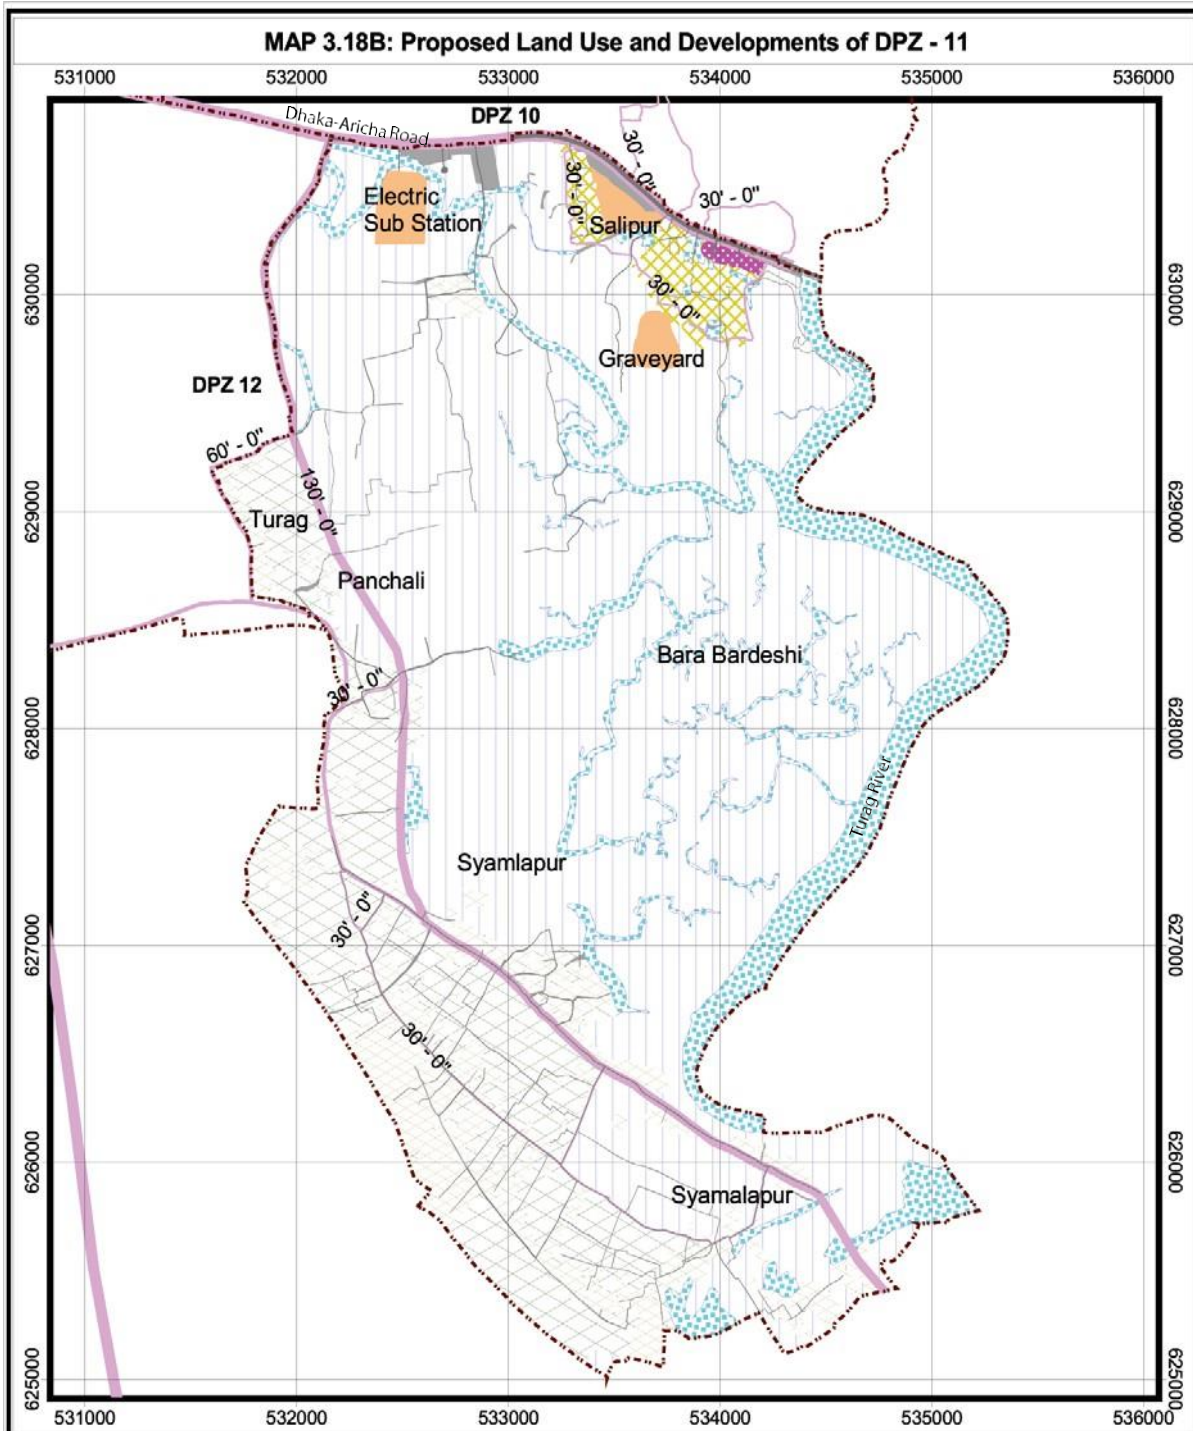 MAP 3.18B: Proposed Land Use and Developments of DPZ - 11
531000 532000 533000 534000 535000 536000
Dhaka-Aricha Road
DPZ 10
30' - 0"
30' - 0"
30' - 0"
Electric
Sub Station
Salipur
630000
630000
30' - 0"
Graveyard
DPZ 12
60' - 0"
130' - 0"
629000
629000
Turag
Panchali
Bara Bardeshi
30' - 0"
628000
628000
Turag River
Syamlapur
30' - 0"
627000
627000
30' - 0"
626000
626000
Syamalapur
625000
625000
531000 532000 533000 534000 535000 536000